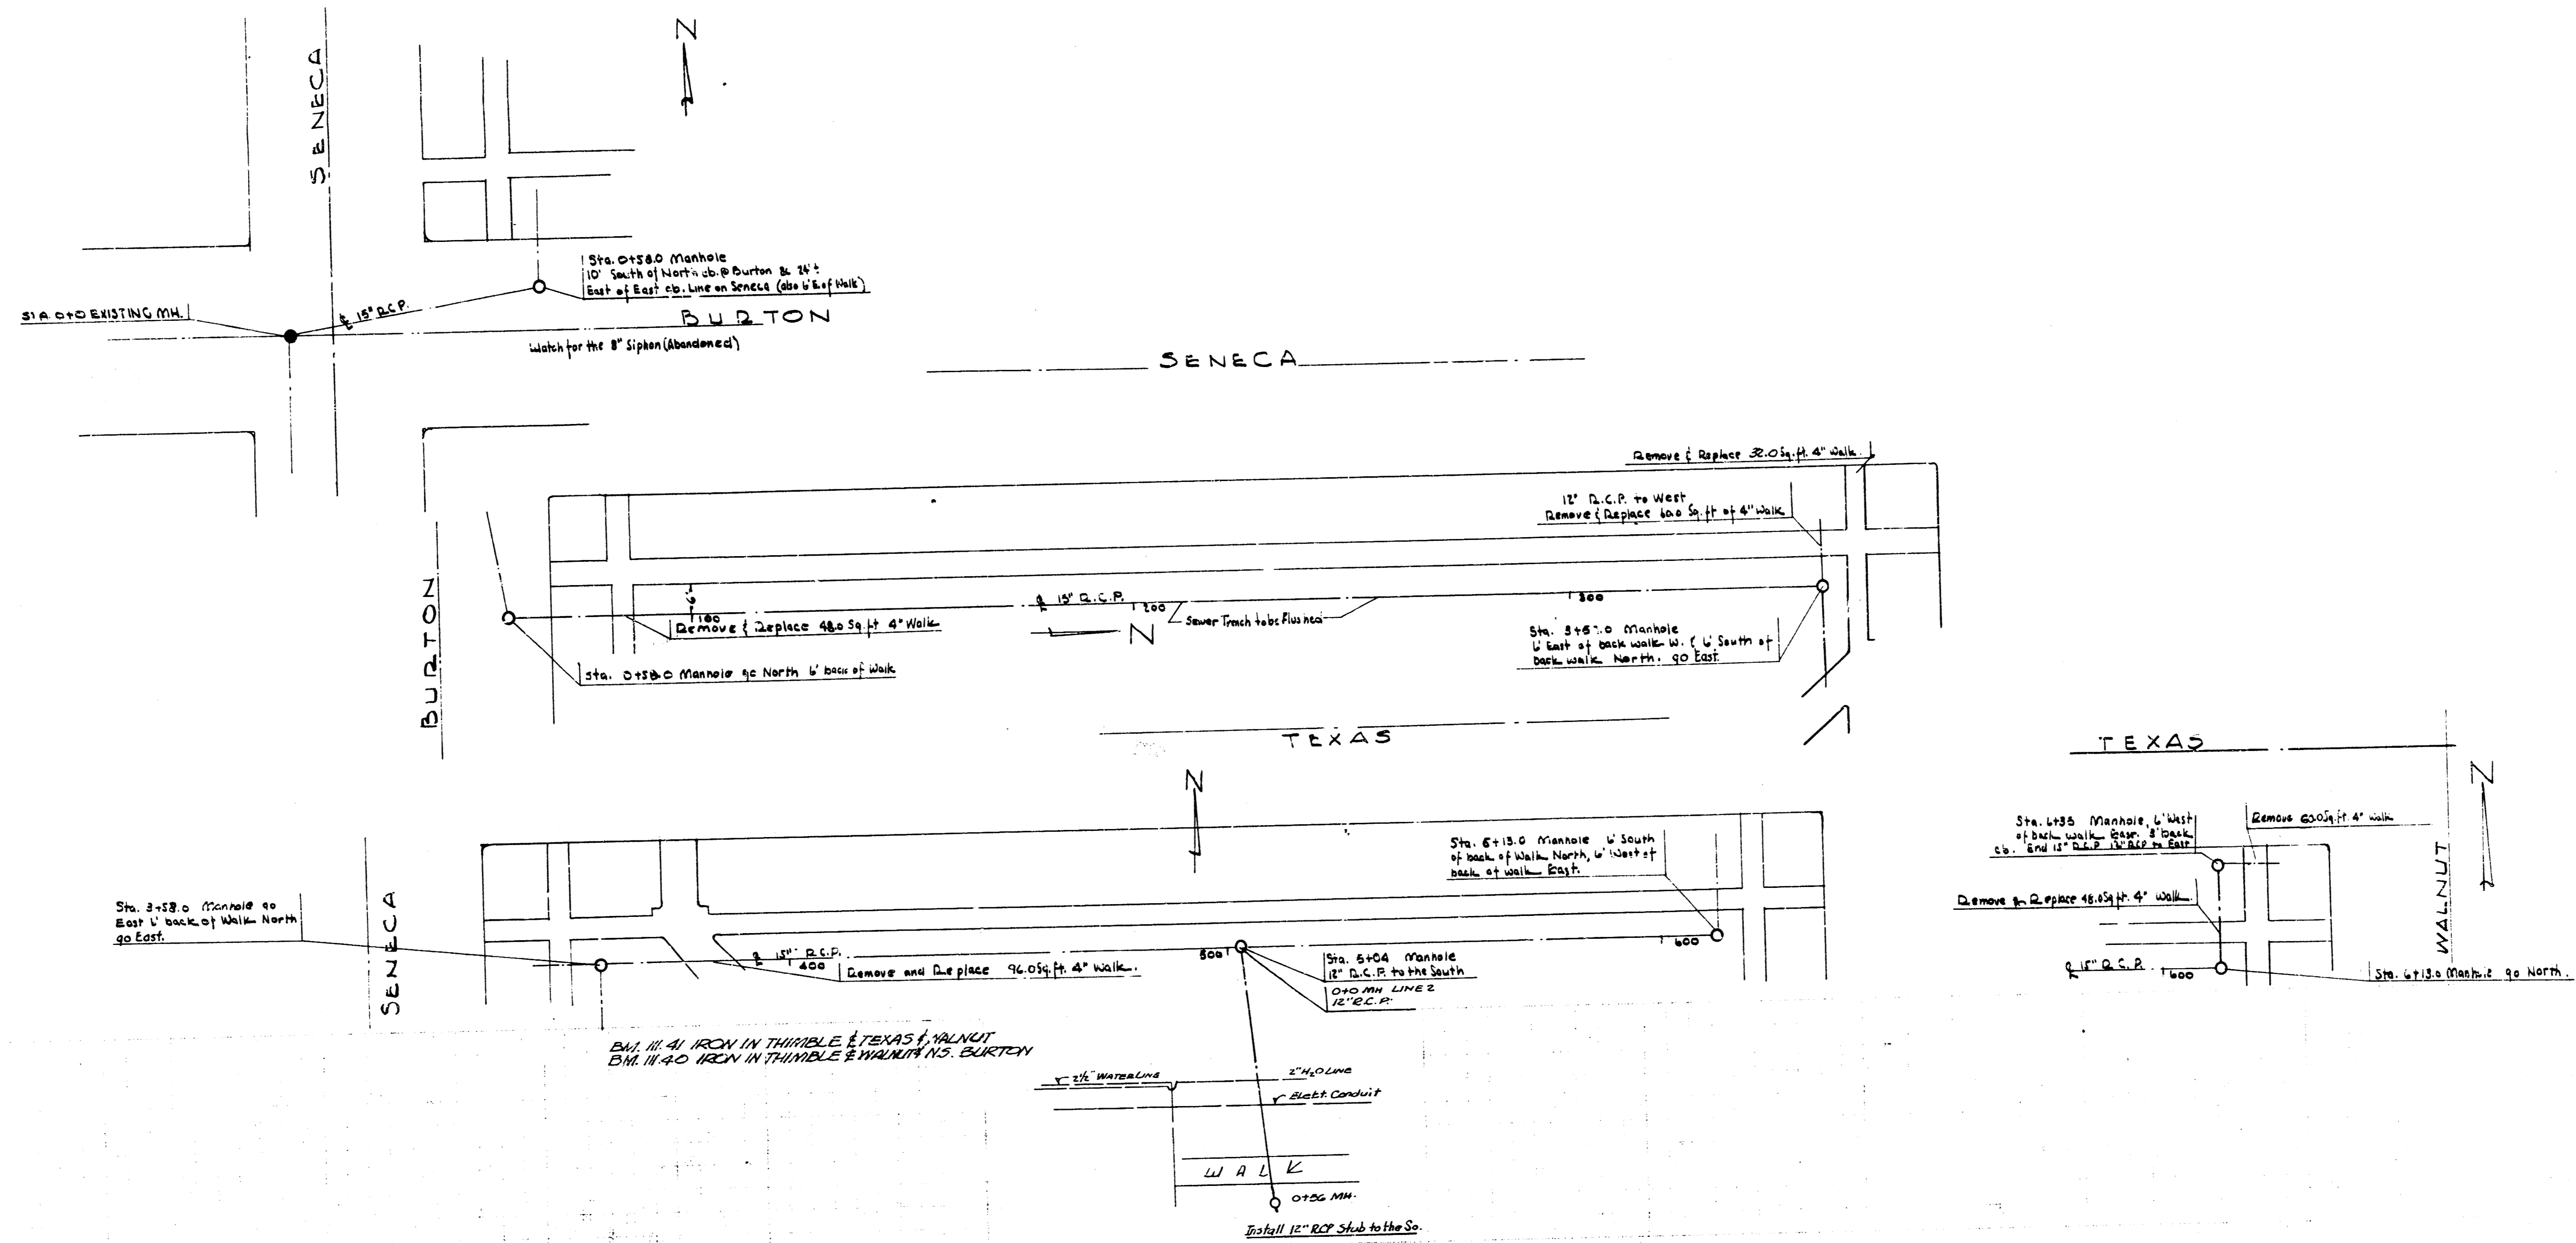 SENECA
N
Sta. 0+58.0 Manhole
10' South of North cb. @ Burton & 24'±
East of East cb. Line on Seneca (also 6' E of Walk)
STA. 0+0 EXISTING MH.
℄ 15" R.C.P.
BURTON
Watch for the 8" Siphon (Abandoned)
SENECA
Remove & Replace 32.0 Sq. ft. 4" Walk.
12" R.C.P. to West
Remove & Replace 60.0 Sq. ft of 4" Walk
BURTON
6'
100
Remove & Replace 48.0 Sq. ft 4" Walk
℄ 15" R.C.P.
200
N
Sewer Trench to be Flushed
300
Sta. 0+58.0 Manhole go North 6' back of Walk
Manhole
6' East of back walk W. & 6' South of
back walk North. go East.
TEXAS
TEXAS
N
N
WALNUT
Sta. 6+35 Manhole, 6' West
of back walk East. 3' back
cb. End 15" R.C.P. 12" RCP to East
Remove 63.0 Sq. ft. 4" Walk
Remove & Replace 48.0 Sq ft. 4" Walk.
℄ 15" R.C.P.
600
Sta. 6+13.0 Manhole go North.
Sta. 3+58.0 Manhole go
East 6' back of Walk North
go East.
SENECA
℄ 15" R.C.P.
400
Remove and Replace 96.0 Sq. ft. 4" Walk.
500
Sta. 6+13.0 Manhole 6' South
of back of Walk North, 6' West of
back of walk East.
600
Sta. 5+04 Manhole
12" R.C.P. to the South
0+0 MH LINE 2
12" R.C.P.
BM. 111.41 IRON IN THIMBLE ℄ TEXAS & WALNUT
BM. 111.40 IRON IN THIMBLE ℄ WALNUT & N.S. BURTON
2½" WATERLINE
2" H2O LINE
Elect. Conduit
WALK
0+56 MH.
Install 12" RCP Stub to the So.